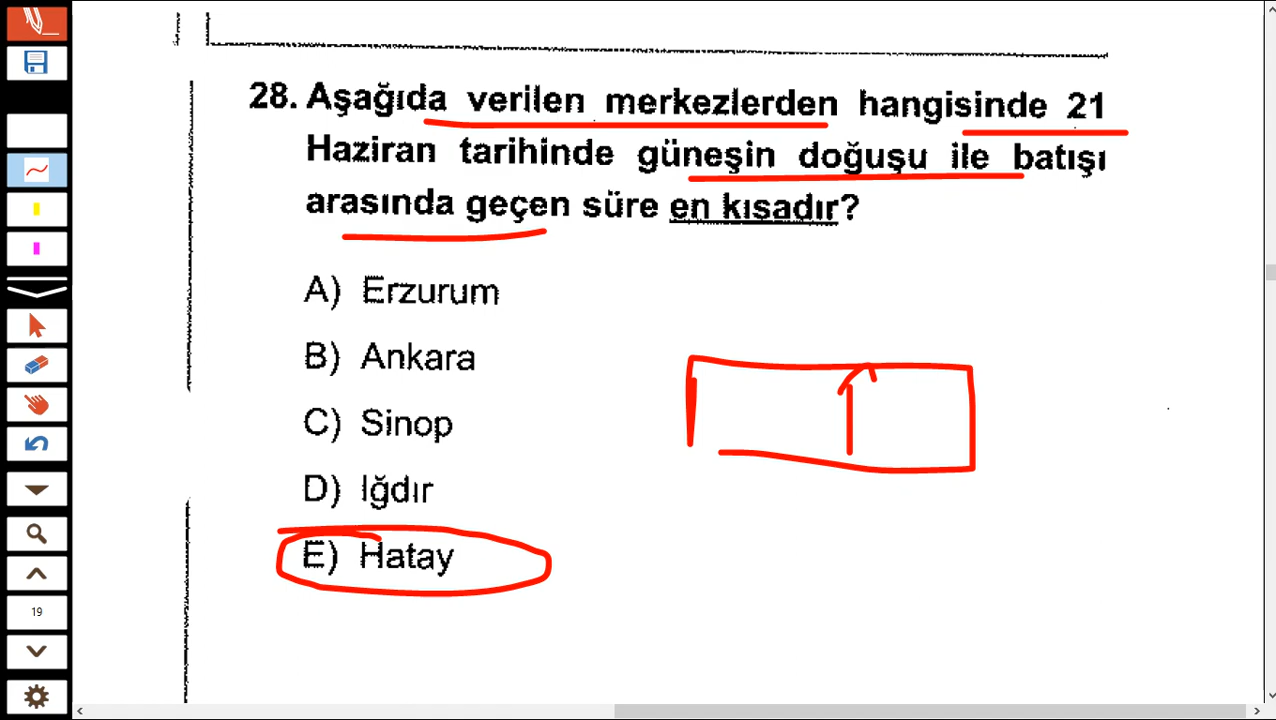 28. Aşağıda verilen merkezlerden hangisinde 21
Haziran tarihinde güneşin doğuşu ile batışı
arasında geçen süre en kısadır?
A) Erzurum
B) Ankara
C) Sinop
D) Iğdır
E) Hatay
19